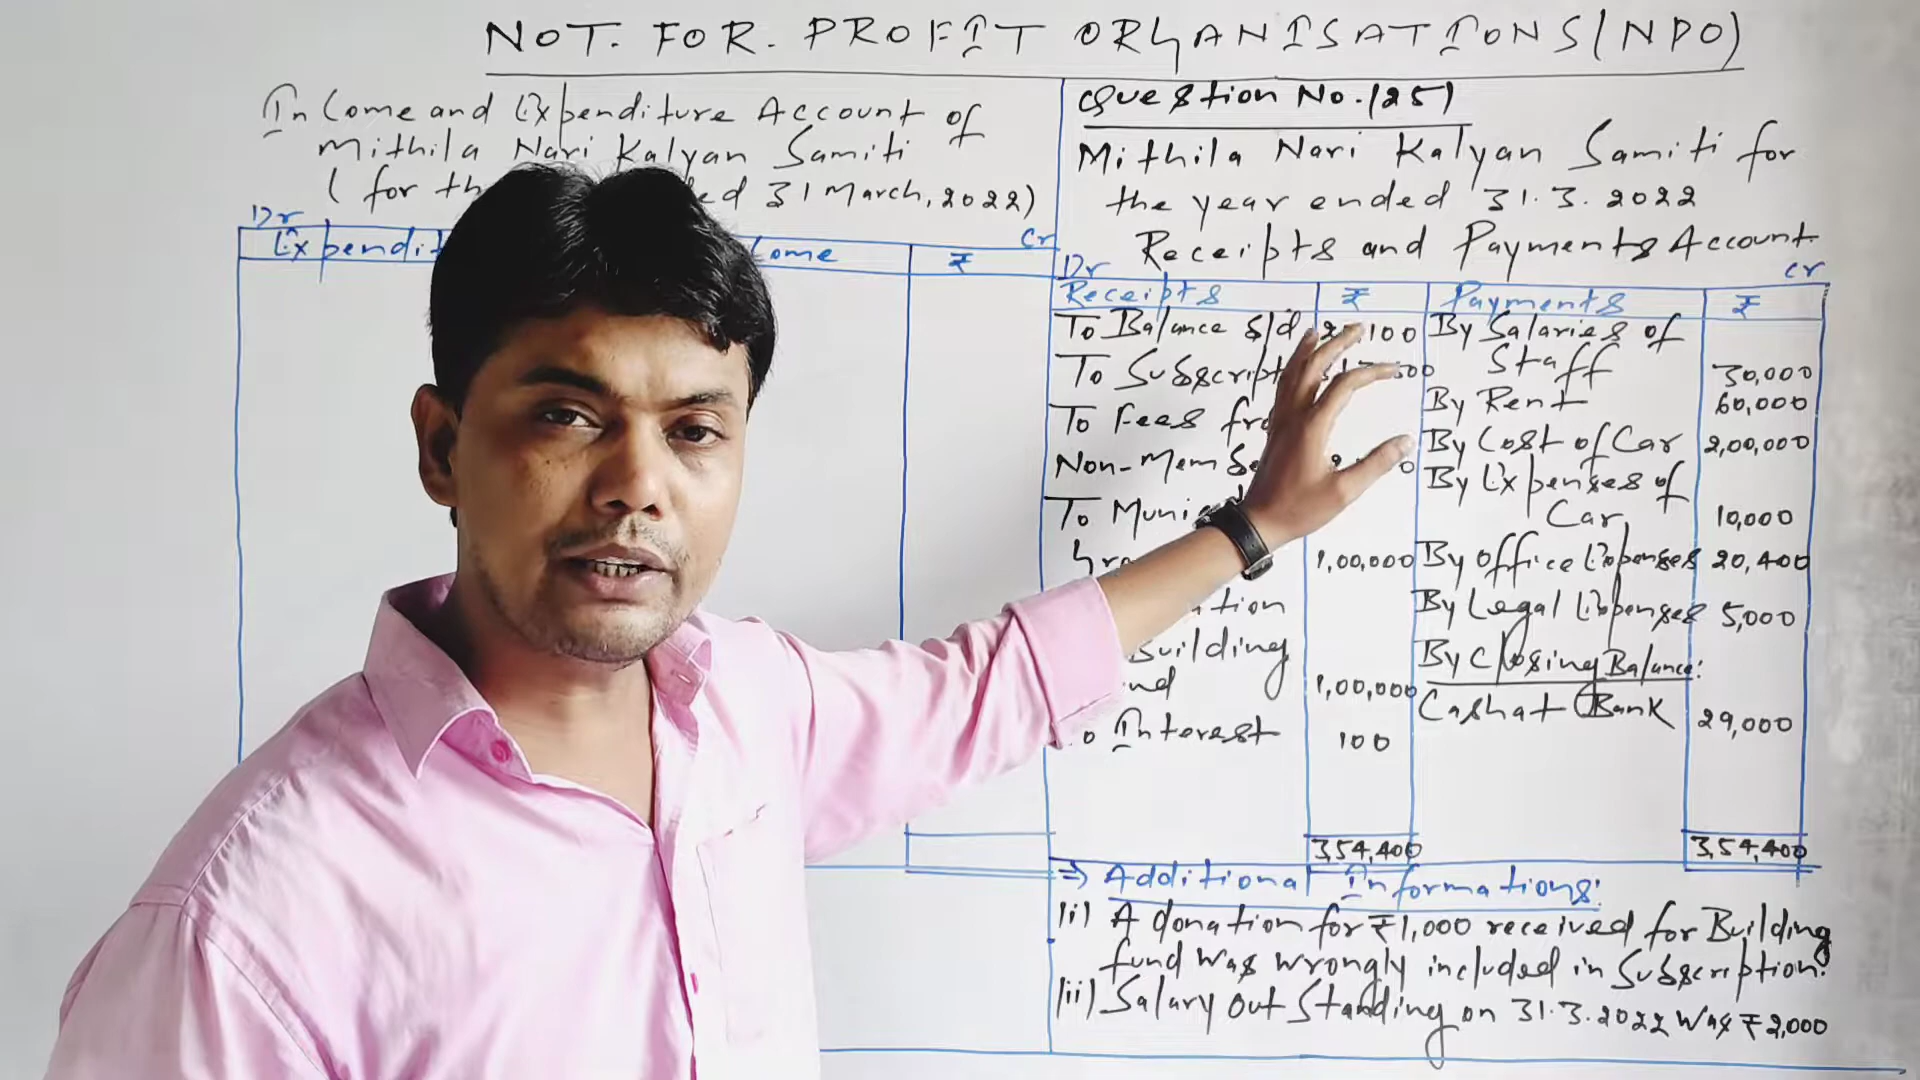 NOT. FOR. PROFIT ORGANISATIONS (NPO)
Income and Expenditure Account of
Mithila Nari Kalyan Samiti
( for 31 March, 2022)
Dr
Cr
₹
Question No. (25)
Mithila Nari Kalyan Samiti for
the year ended 31.3.2022
Receipts and Payments Account.
Dr Cr
Receipts ₹ Payments ₹
To Balance b/d By Salaries of
Staff 30,000
To
By Rent 60,000
To Fees
By Cost of Car 2,00,000
Non-Mem
By Expenses of
Car 10,000
To
1,00,000 By Office Expenses 20,400
By Legal Expenses 5,000
Building
By Closing Balance:
1,00,000 Cash at Bank 29,000
Interest 100
3,54,400 3,54,400
⇒ Additional Informations:
(i) A donation for ₹1,000 received for Building
fund was wrongly included in Subscription.
(ii) Salary Outstanding on 31.3.2022 was ₹2,000